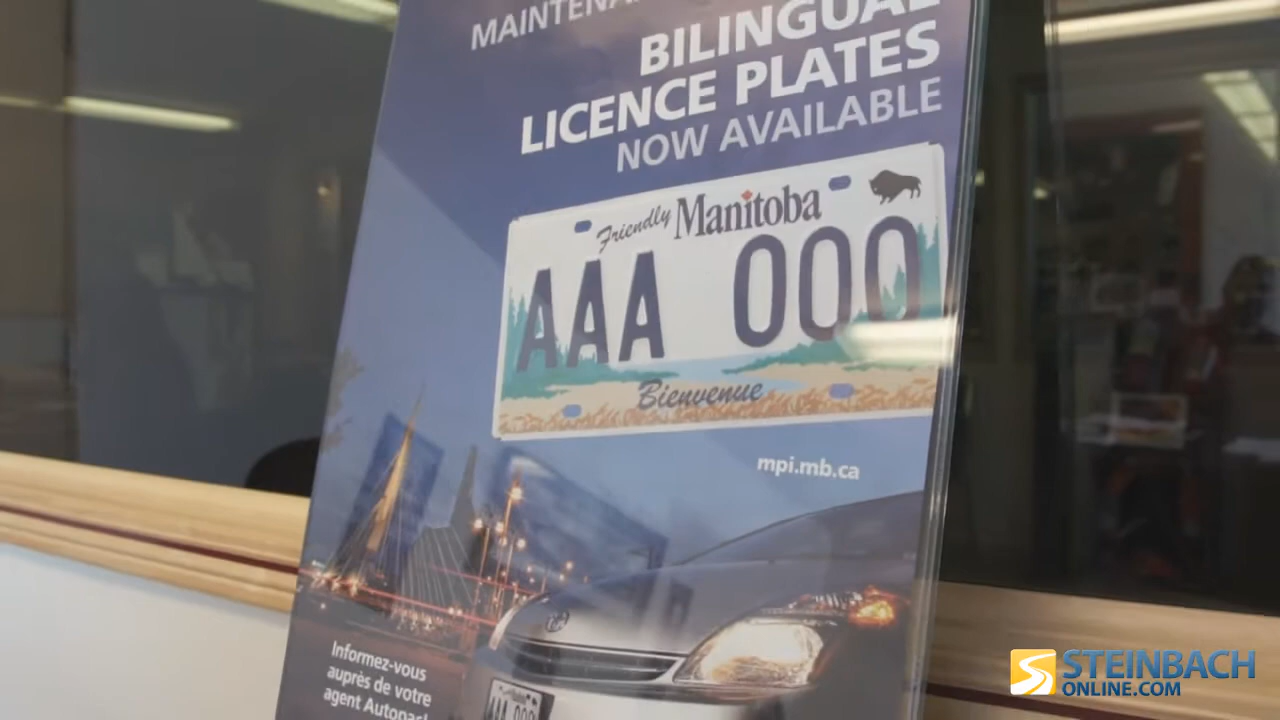 BILINGUAL
LICENCE PLATES
NOW AVAILABLE
Friendly Manitoba
AAA 000
Bienvenue
mpi.mb.ca
Informez-vous
auprès de votre
agent
STEINBACH
ONLINE.COM